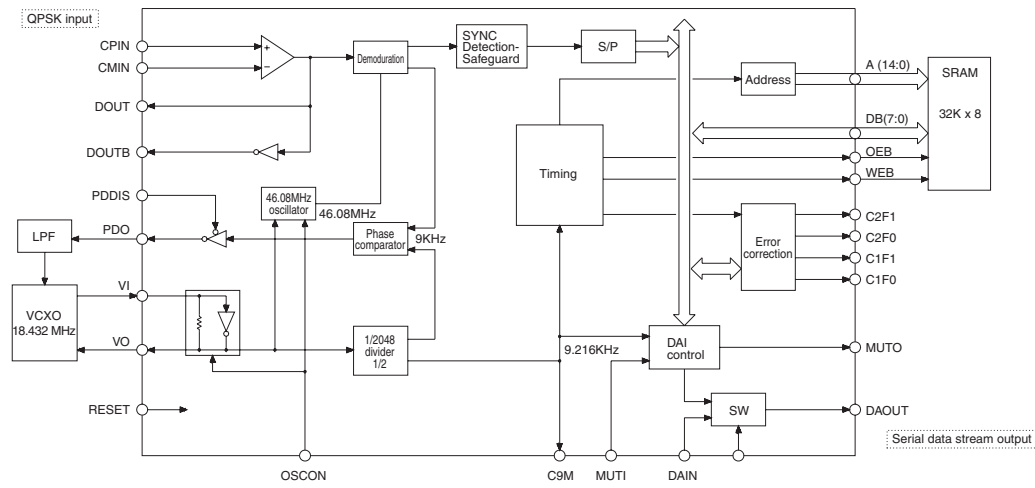 QPSK input
CPIN
CMIN
DOUT
DOUTB
PDDIS
PDO
LPF
VI
VCXO
18.432 MHz
VO
RESET
+
−
Demoduration
SYNC
Detection-
Safeguard
S/P
Address
A (14:0)
SRAM
32K x 8
DB(7:0)
OEB
WEB
Timing
46.08MHz
oscillator
46.08MHz
Phase
comparator
9KHz
Error
correction
C2F1
C2F0
C1F1
C1F0
1/2048
divider
1/2
9.216KHz
DAI
control
MUTO
SW
DAOUT
Serial data stream output
OSCON
C9M
MUTI
DAIN